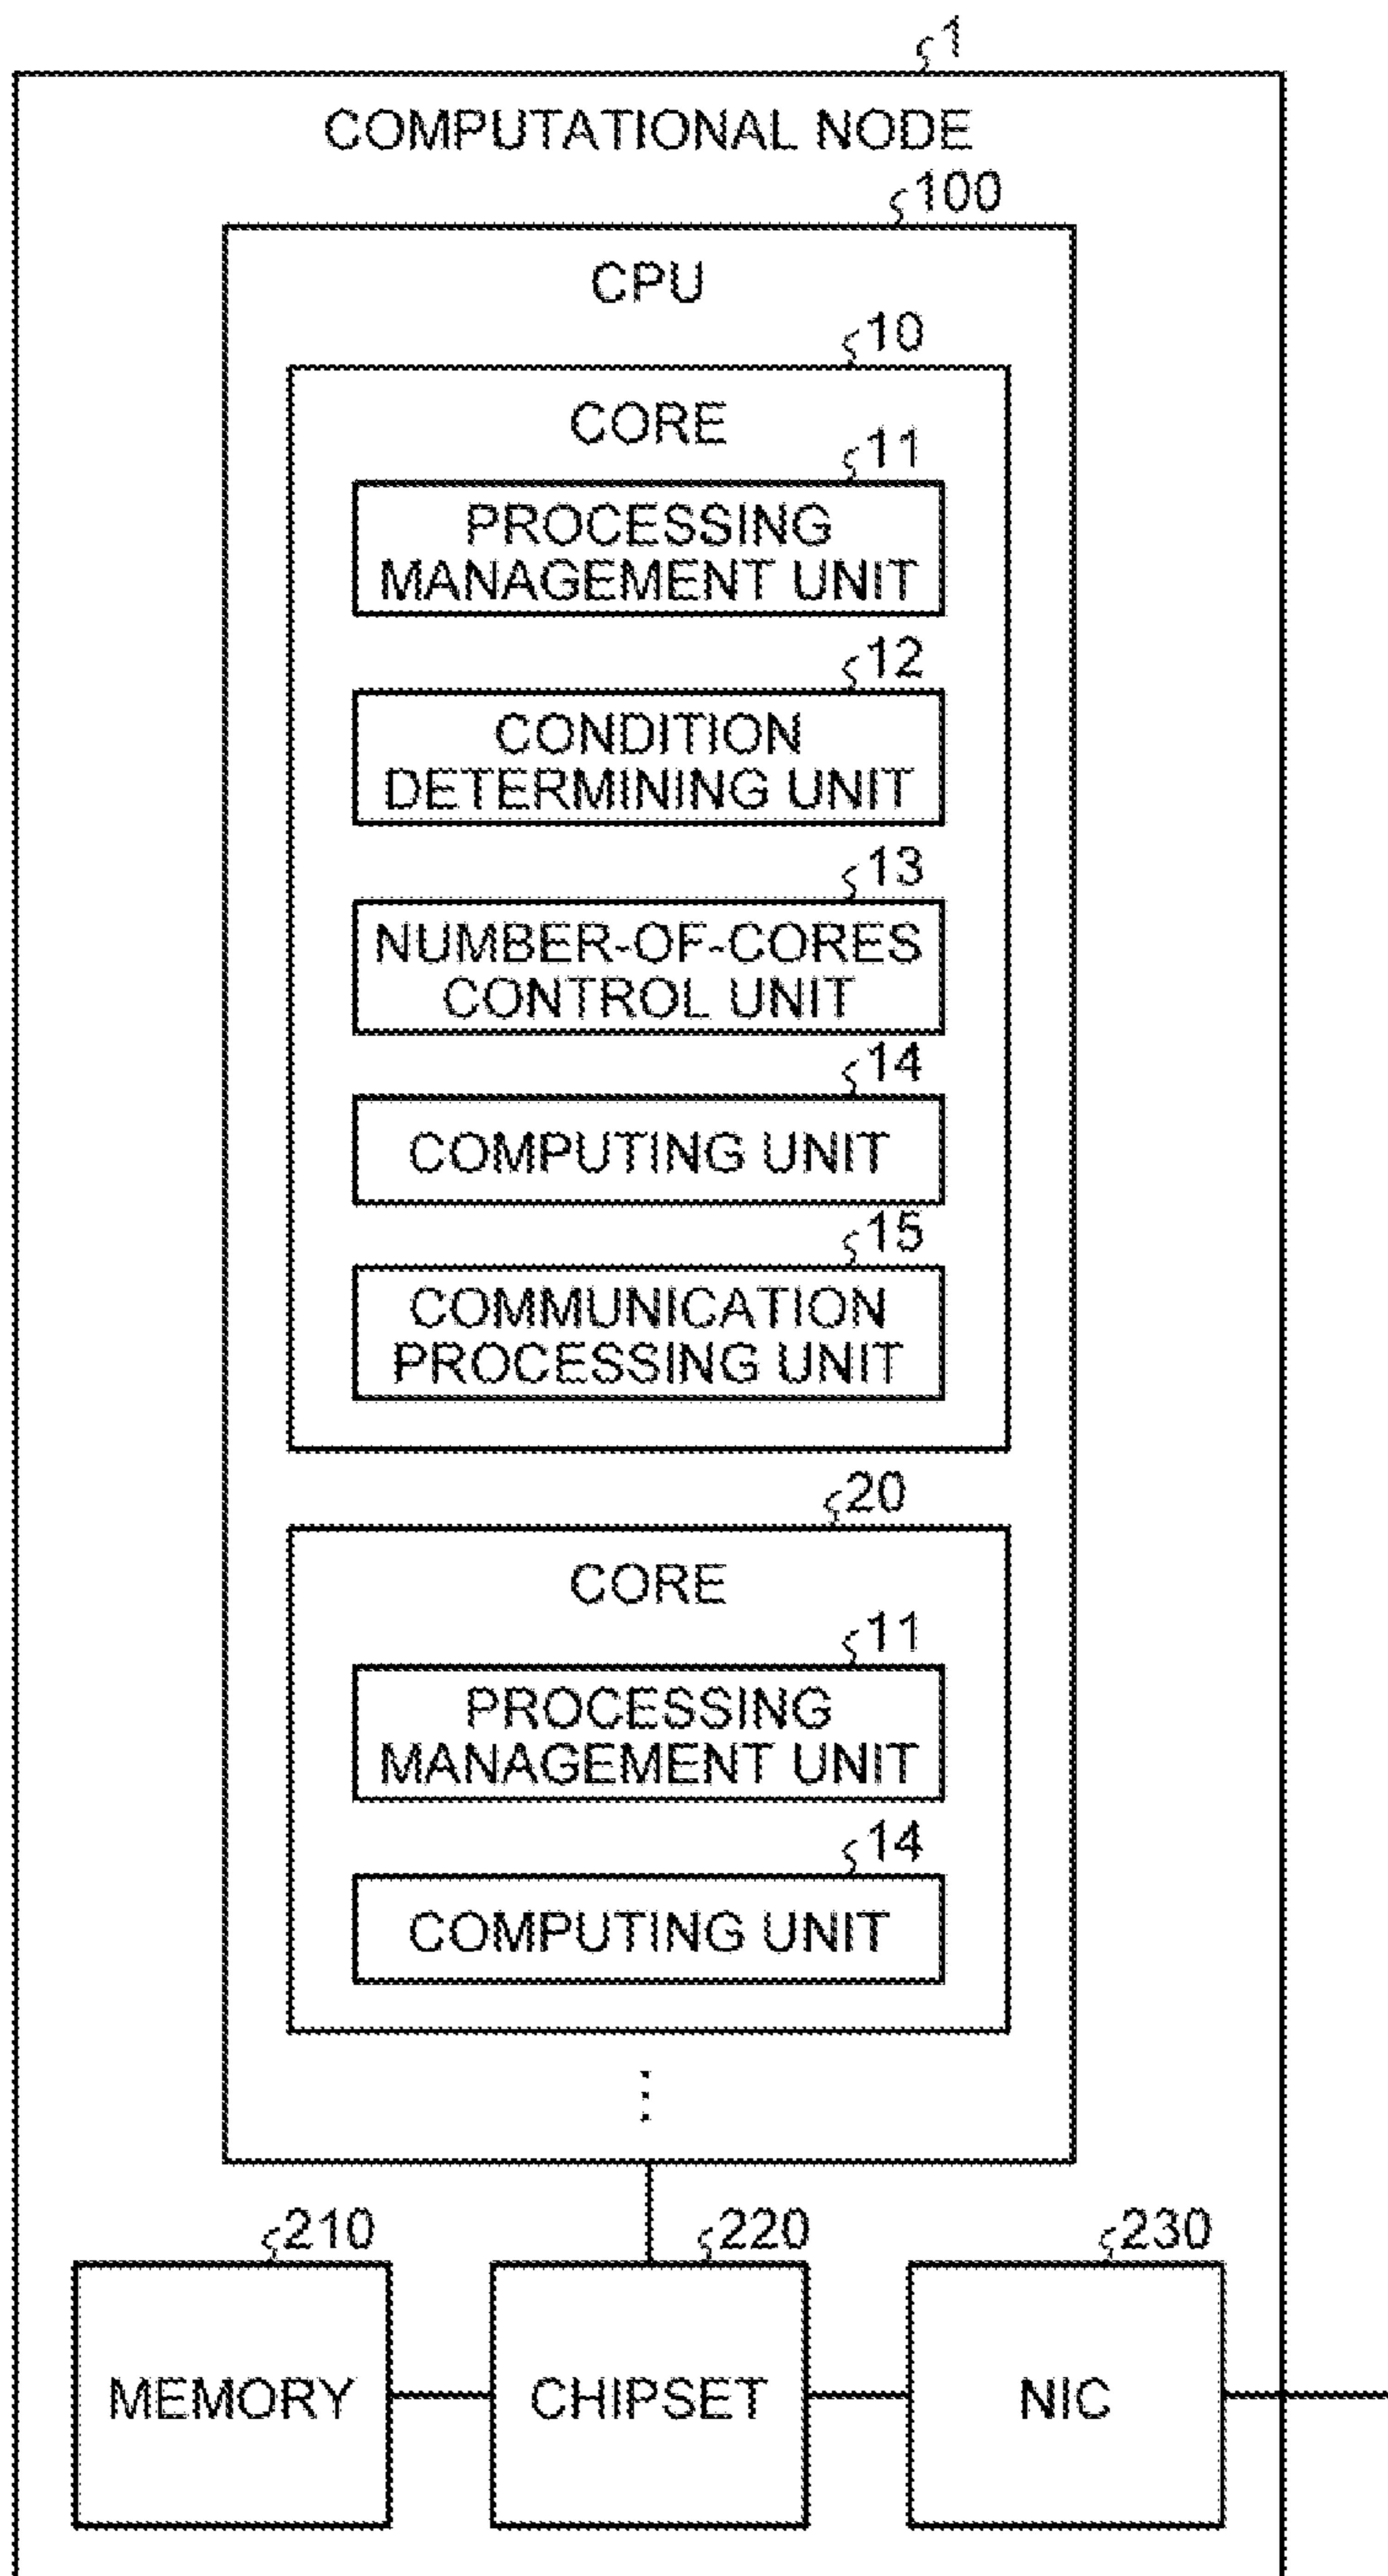 1
COMPUTATIONAL NODE
100
CPU
10
CORE
11
PROCESSING
MANAGEMENT UNIT
12
CONDITION
DETERMINING UNIT
13
NUMBER-OF-CORES
CONTROL UNIT
14
COMPUTING UNIT
15
COMMUNICATION
PROCESSING UNIT
20
CORE
11
PROCESSING
MANAGEMENT UNIT
14
COMPUTING UNIT
210
220
230
MEMORY
CHIPSET
NIC